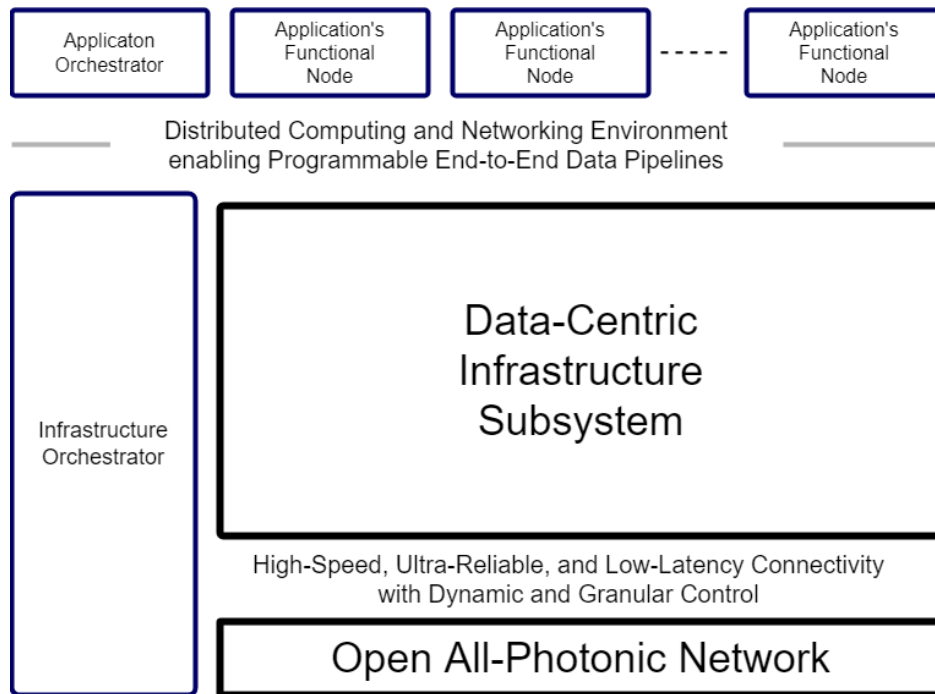 Applicaton
Orchestrator
Application's
Functional
Node
Application's
Functional
Node
Application's
Functional
Node
Distributed Computing and Networking Environment
enabling Programmable End-to-End Data Pipelines
Infrastructure
Orchestrator
Data-Centric
Infrastructure
Subsystem
High-Speed, Ultra-Reliable, and Low-Latency Connectivity
with Dynamic and Granular Control
Open All-Photonic Network